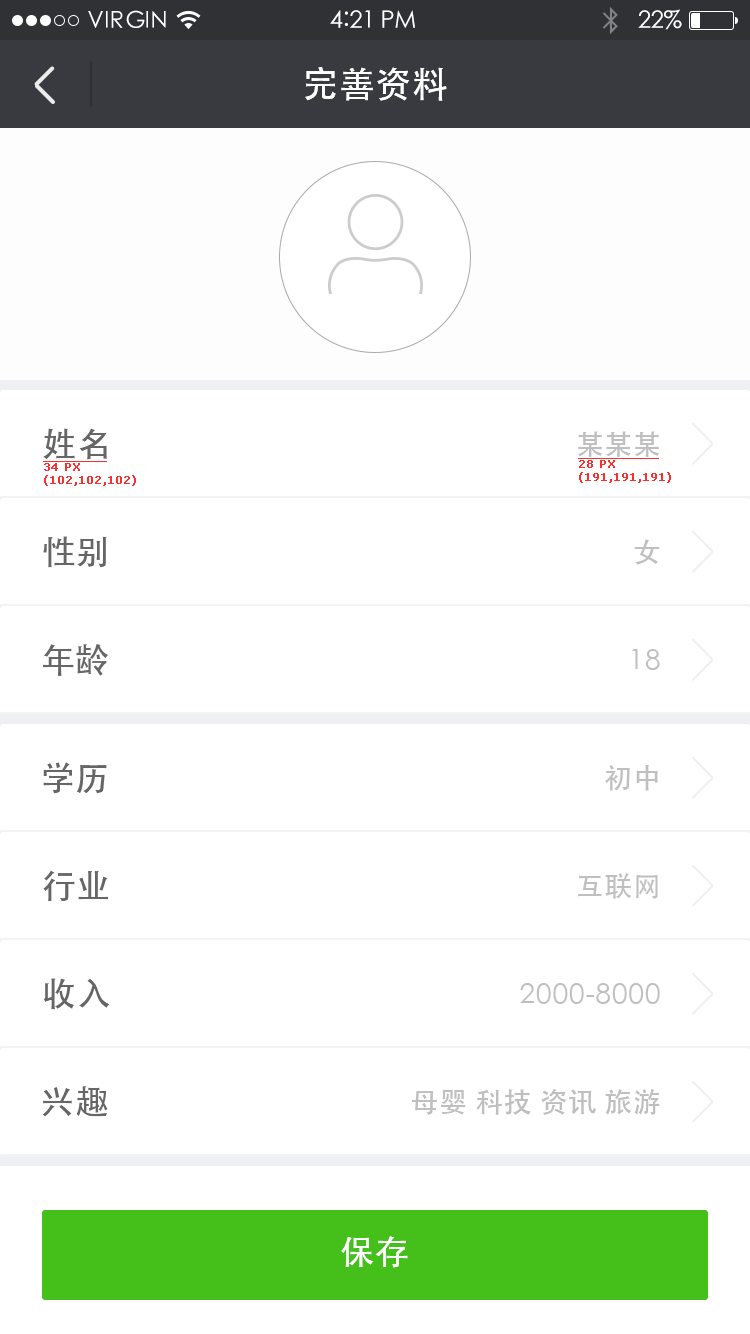 VIRGIN 4:21 PM 22%
完善资料
姓名 某某某
34 PX 28 PX
(102,102,102) (191,191,191)
性别 女
年龄 18
学历 初中
行业 互联网
收入 2000-8000
兴趣 母婴 科技 资讯 旅游
保存